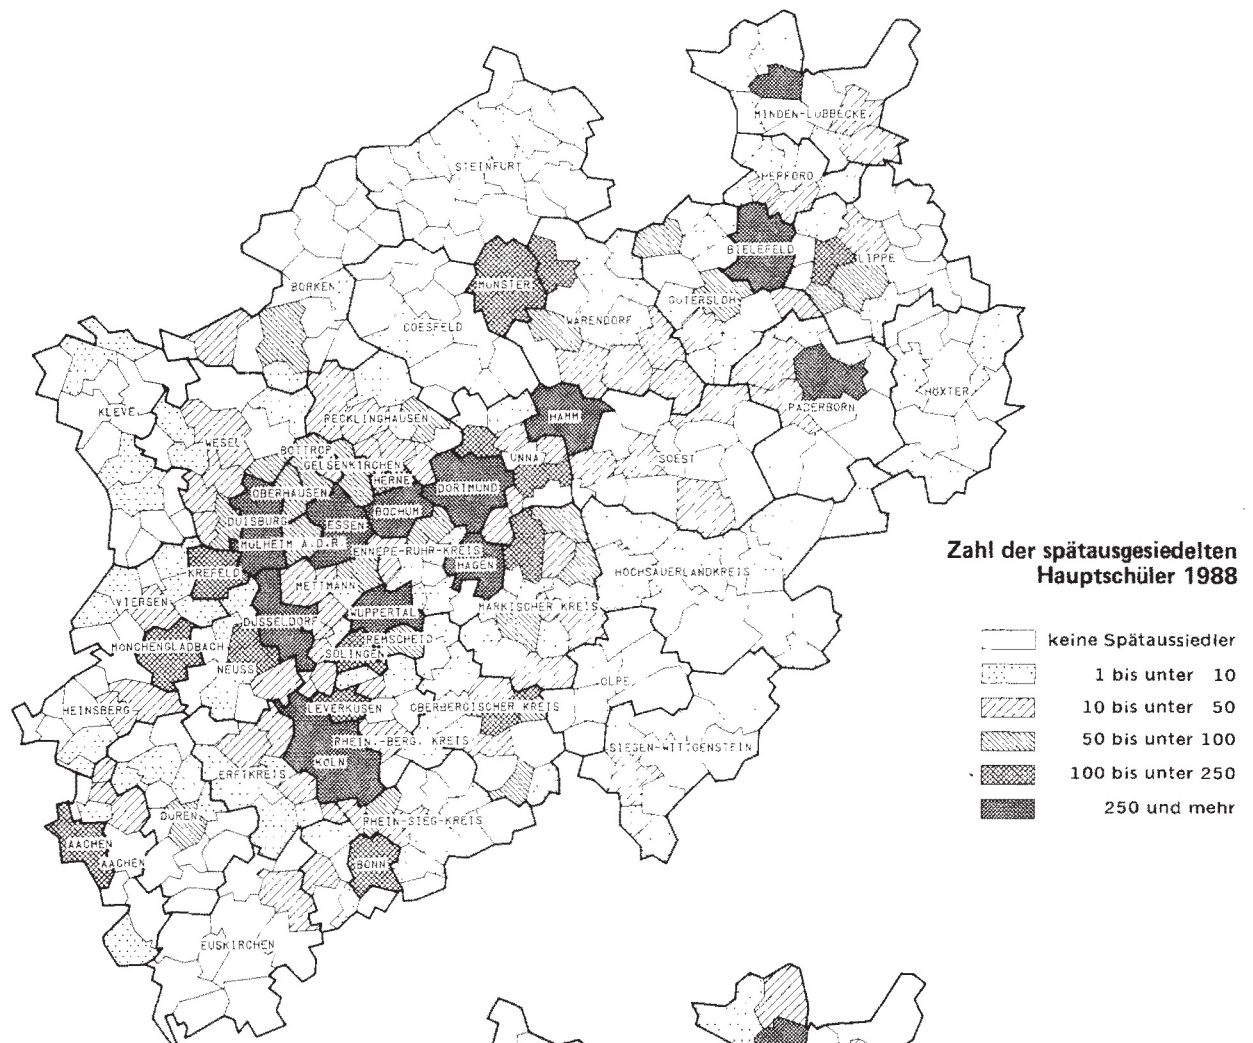 MINDEN-LÜBBECKE
STEINFURT
HERFORD
BIELEFELD
LIPPE
BORKEN
MÜNSTER
GÜTERSLOH
COESFELD
WARENDORF
KLEVE
HÖXTER
PADERBORN
RECKLINGHAUSEN
HAMM
WESEL
BOTTROP
GELSENKIRCHEN
UNNA
SOEST
HERNE
OBERHAUSEN
DORTMUND
BOCHUM
DUISBURG
ESSEN
MÜLHEIM A.D.R.
ENNEPE-RUHR-KREIS
HAGEN
KREFELD
HOCHSAUERLANDKREIS
METTMANN
VIERSEN
WUPPERTAL
MÄRKISCHER KREIS
DÜSSELDORF
REMSCHEID
MÖNCHENGLADBACH
SOLINGEN
NEUSS
OLPE
HEINSBERG
LEVERKUSEN
OBERBERGISCHER KREIS
RHEIN.-BERG. KREIS
SIEGEN-WITTGENSTEIN
KÖLN
ERFTKREIS
DÜREN
RHEIN-SIEG-KREIS
AACHEN
AACHEN
BONN
EUSKIRCHEN
Zahl der spätausgesiedelten
Hauptschüler 1988
keine Spätaussiedler
1 bis unter 10
10 bis unter 50
50 bis unter 100
100 bis unter 250
250 und mehr